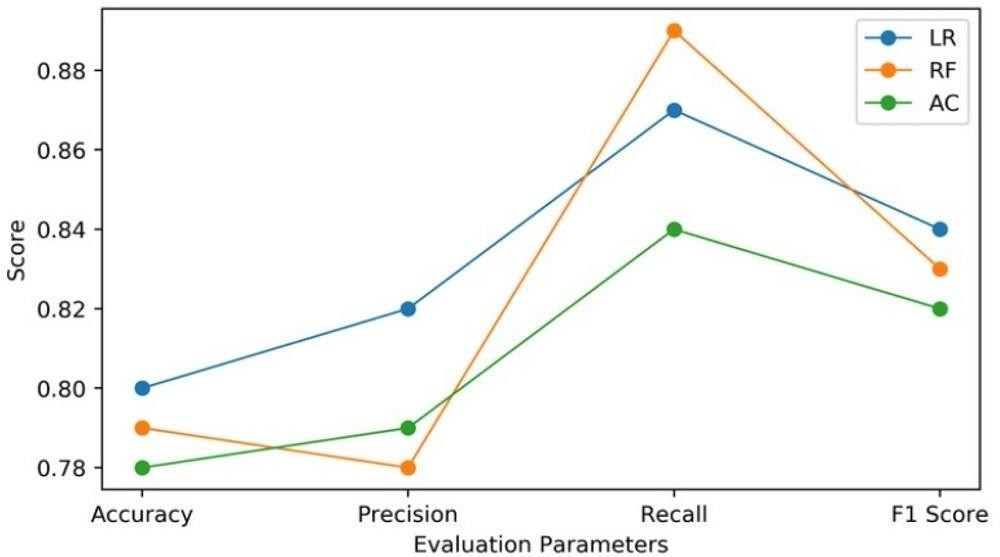 LR
RF
AC
0.88
0.86
0.84
0.82
0.80
0.78
Score
Accuracy Precision Recall F1 Score
Evaluation Parameters